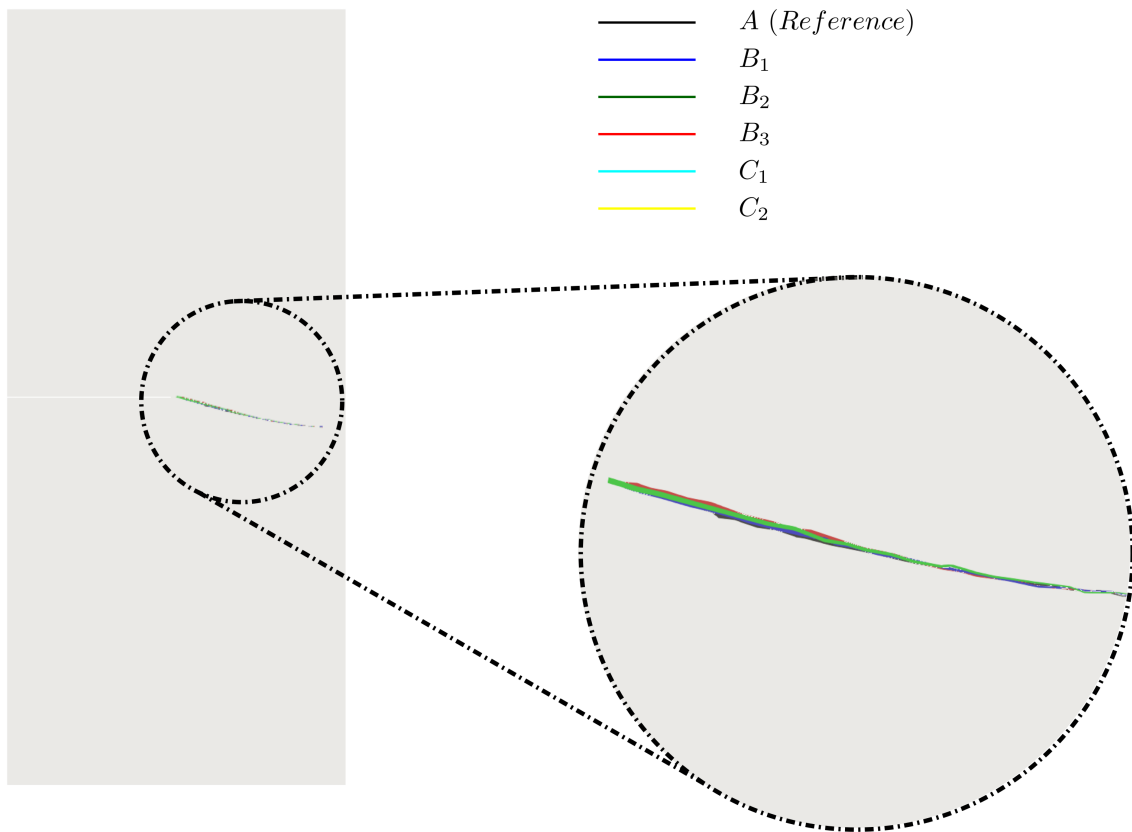 A (Reference)
B₁
B₂
B₃
C₁
C₂